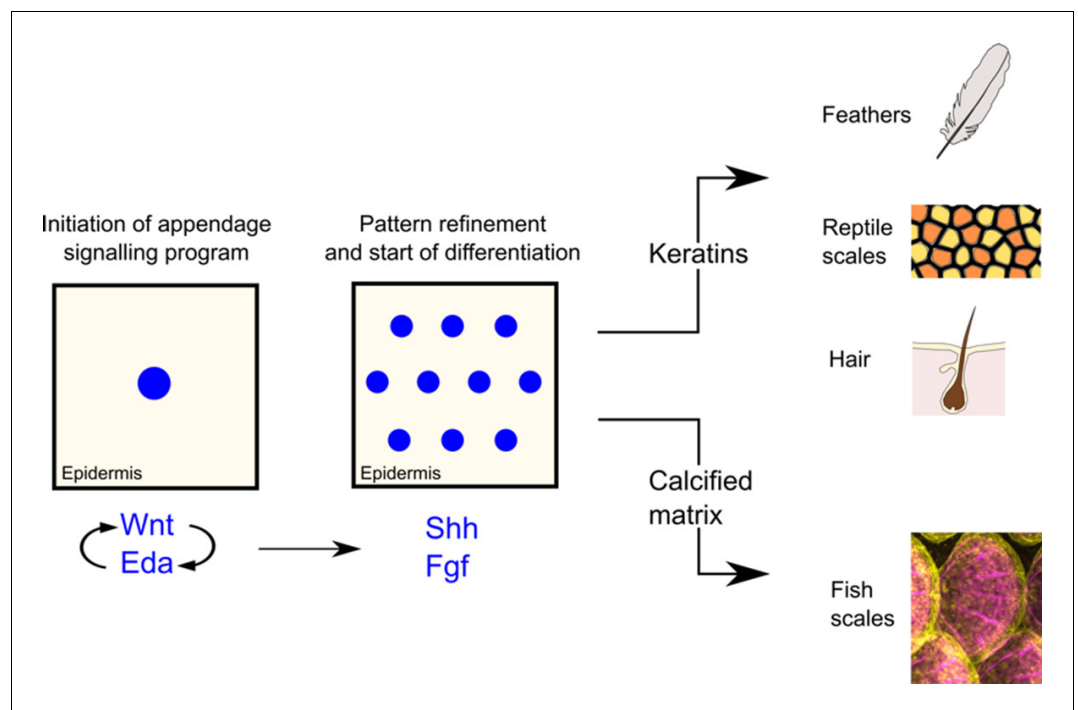 Initiation of appendage
signalling program
Epidermis
Wnt
Eda
Pattern refinement
and start of differentiation
Epidermis
Shh
Fgf
Keratins
Calcified
matrix
Feathers
Reptile
scales
Hair
Fish
scales